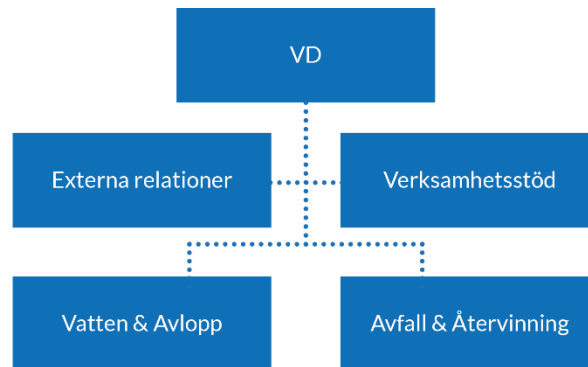 VD
Externa relationer
Verksamhetsstöd
Vatten & Avlopp
Avfall & Återvinning